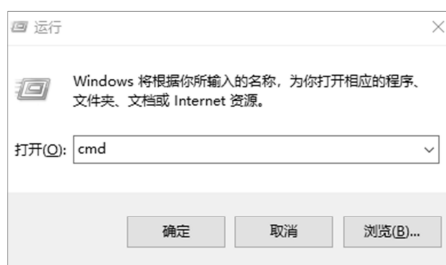 运行
Windows 将根据你所输入的名称，为你打开相应的程序、
文件夹、文档或 Internet 资源。
打开(O): cmd
确定 取消 浏览(B)...